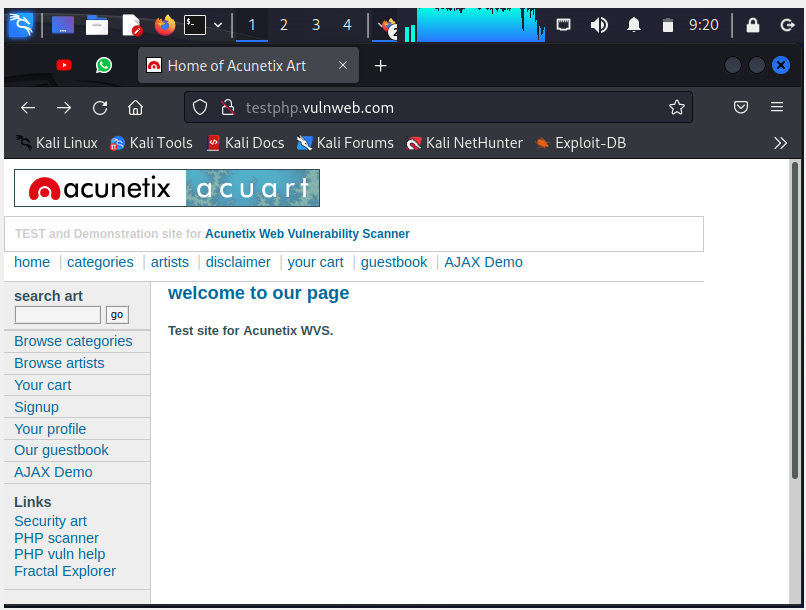 1 2 3 4 2 9:20
Home of Acunetix Art
testphp.vulnweb.com
Kali Linux Kali Tools Kali Docs Kali Forums Kali NetHunter Exploit-DB
acunetix acuart
TEST and Demonstration site for Acunetix Web Vulnerability Scanner
home | categories | artists | disclaimer | your cart | guestbook | AJAX Demo
search art
go
Browse categories
Browse artists
Your cart
Signup
Your profile
Our guestbook
AJAX Demo
Links
Security art
PHP scanner
PHP vuln help
Fractal Explorer
welcome to our page
Test site for Acunetix WVS.